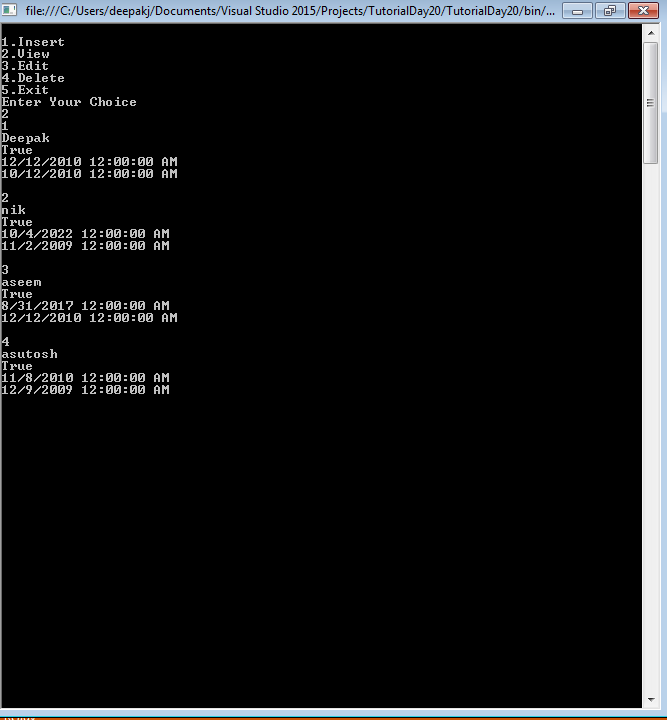 file:///C:/Users/deepakj/Documents/Visual Studio 2015/Projects/TutorialDay20/TutorialDay20/bin/...
1.Insert
2.View
3.Edit
4.Delete
5.Exit
Enter Your Choice
2
1
Deepak
True
12/12/2010 12:00:00 AM
10/12/2010 12:00:00 AM
2
nik
True
10/4/2022 12:00:00 AM
11/2/2009 12:00:00 AM
3
aseem
True
8/31/2017 12:00:00 AM
12/12/2010 12:00:00 AM
4
asutosh
True
11/8/2010 12:00:00 AM
12/9/2009 12:00:00 AM